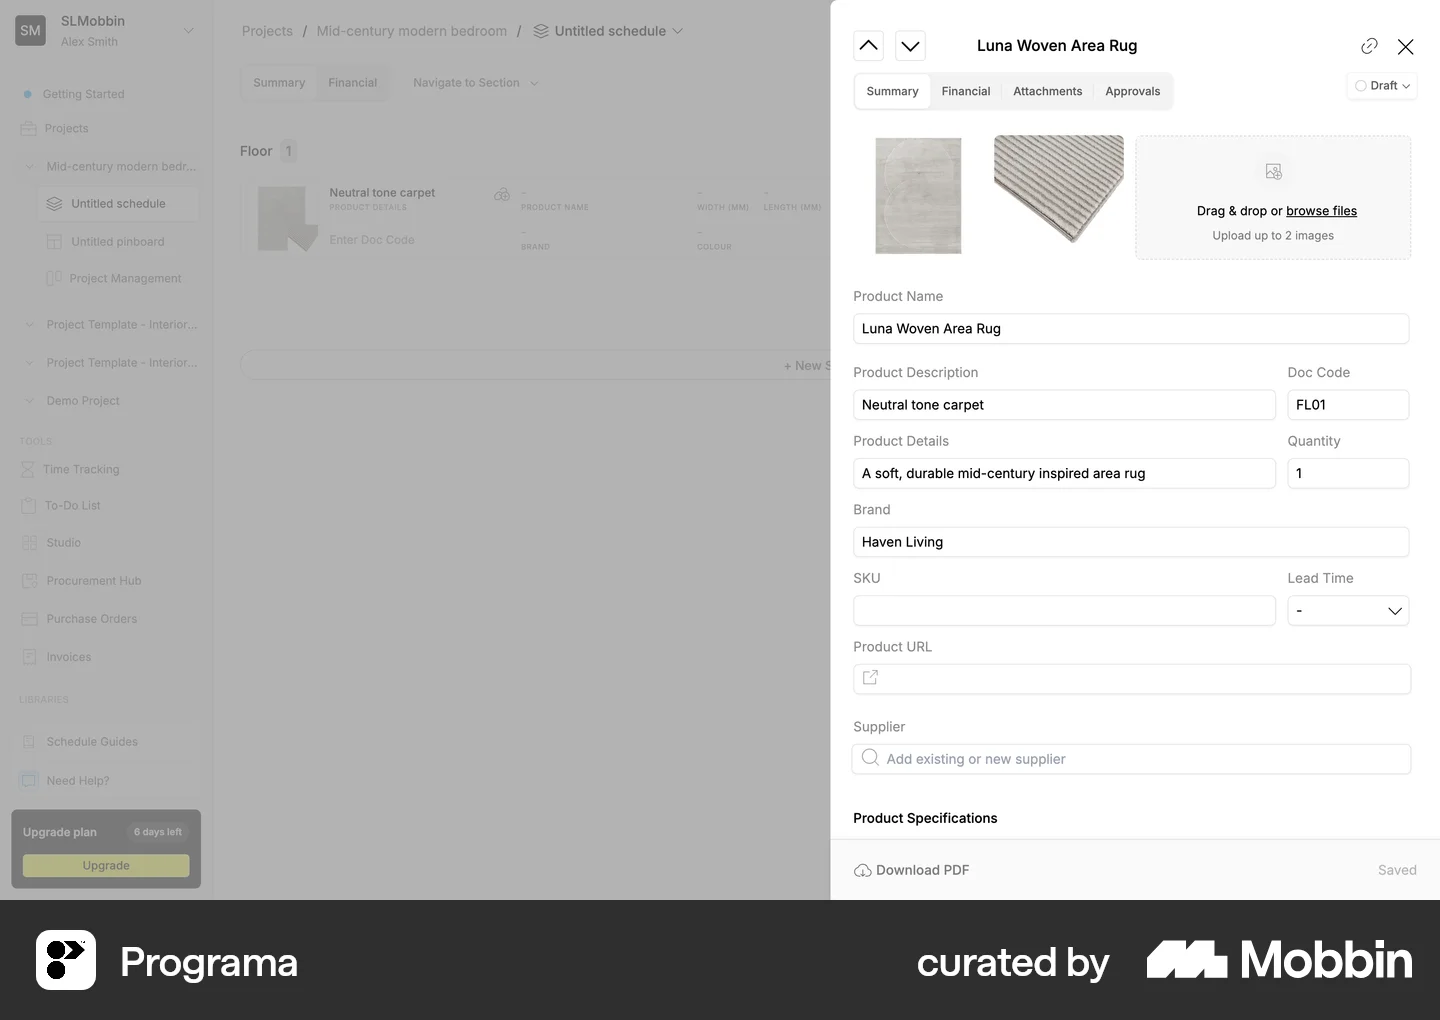 SM
SLMobbin
Alex Smith
Getting Started
Projects
Mid-century modern bedr...
Untitled schedule
Untitled pinboard
Project Management
Project Template - Interior...
Project Template - Interior...
Demo Project
TOOLS
Time Tracking
To-Do List
Studio
Procurement Hub
Purchase Orders
Invoices
LIBRARIES
Schedule Guides
Need Help?
Upgrade plan
6 days left
Upgrade
Projects / Mid-century modern bedroom / Untitled schedule
Summary Financial Navigate to Section
Floor 1
Neutral tone carpet
PRODUCT DETAILS
Enter Doc Code
-
PRODUCT NAME
-
BRAND
-
WIDTH (MM)
-
LENGTH (MM)
-
COLOUR
+ New S
Luna Woven Area Rug
Summary Financial Attachments Approvals
Draft
Drag & drop or browse files
Upload up to 2 images
Product Name
Luna Woven Area Rug
Product Description Doc Code
Neutral tone carpet FL01
Product Details Quantity
A soft, durable mid-century inspired area rug 1
Brand
Haven Living
SKU Lead Time
-
Product URL
Supplier
Add existing or new supplier
Product Specifications
Download PDF Saved
Programa curated by Mobbin